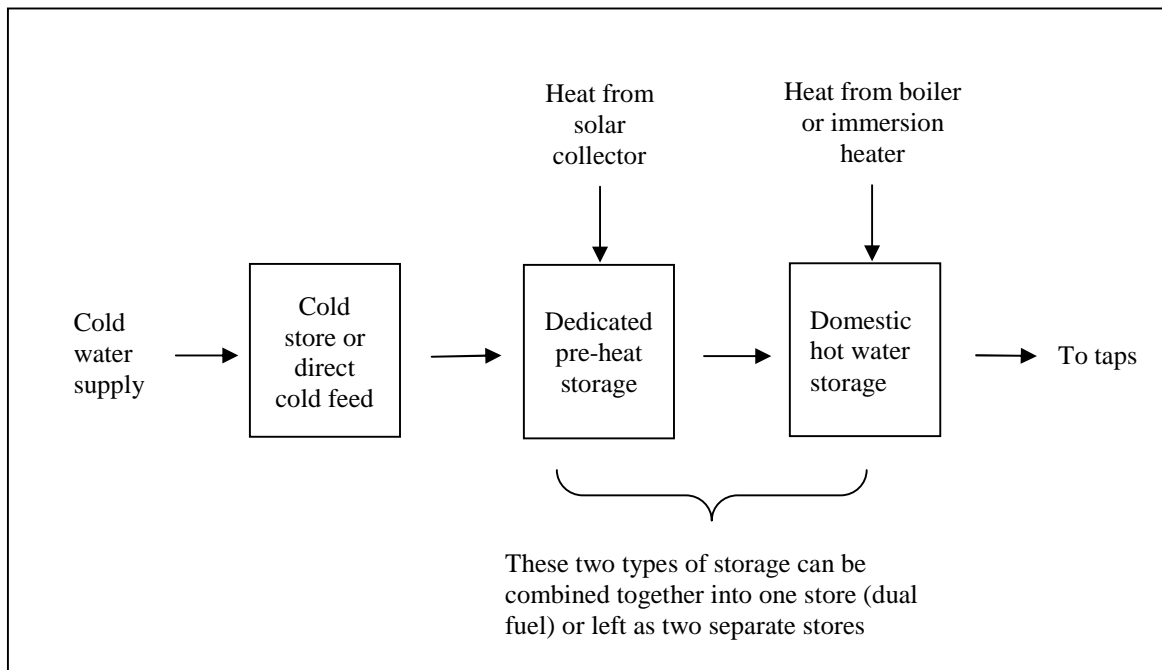 Heat from
solar
collector
Heat from boiler
or immersion
heater
Cold
water
supply
Cold
store or
direct
cold feed
Dedicated
pre-heat
storage
Domestic
hot water
storage
To taps
These two types of storage can be
combined together into one store (dual
fuel) or left as two separate stores